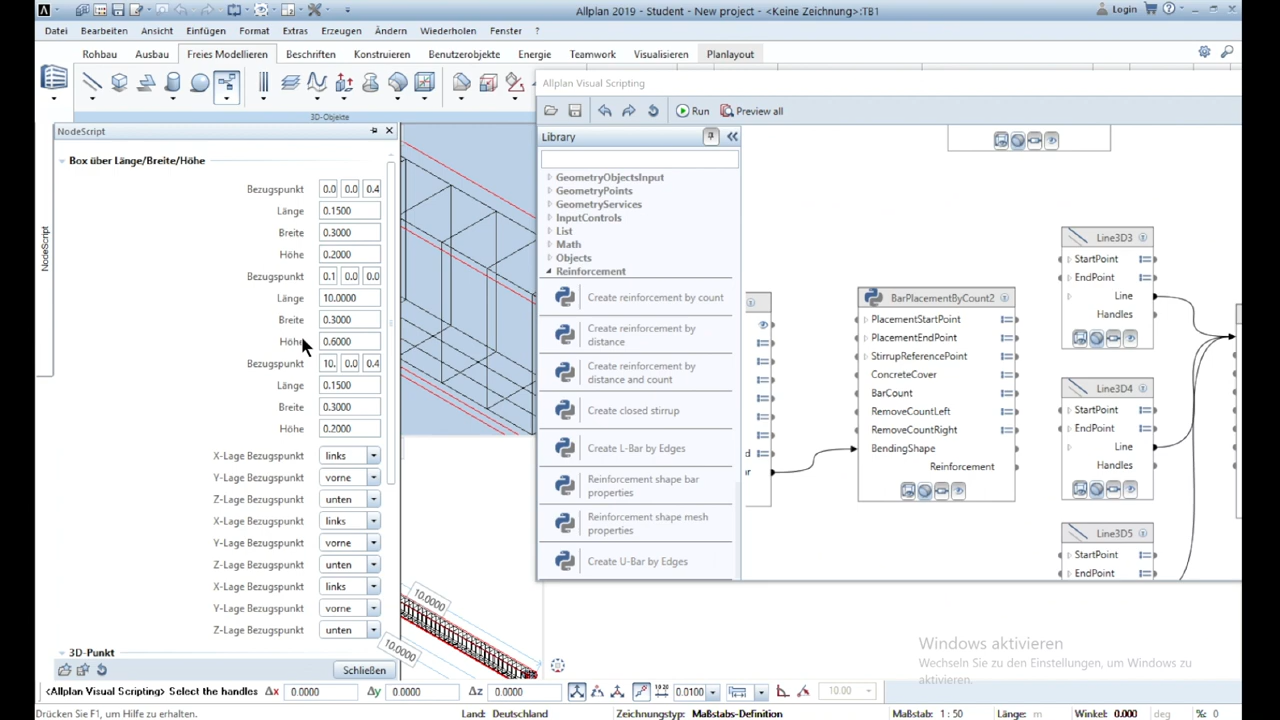 Allplan 2019 - Student - New project - <Keine Zeichnung>:TB1
Login
Datei Bearbeiten Ansicht Einfügen Format Extras Erzeugen Ändern Wiederholen Fenster ?
Rohbau Ausbau Freies Modellieren Beschriften Konstruieren Benutzerobjekte Energie Teamwork Visualisieren Planlayout
3D-Objekte
NodeScript
NodeScript
Box über Länge/Breite/Höhe
Bezugspunkt 0.0 0.0 0.4
Länge 0.1500
Breite 0.3000
Höhe 0.2000
Bezugspunkt 0.1 0.0 0.0
Länge 10.0000
Breite 0.3000
Höhe 0.6000
Bezugspunkt 10. 0.0 0.4
Länge 0.1500
Breite 0.3000
Höhe 0.2000
X-Lage Bezugspunkt links
Y-Lage Bezugspunkt vorne
Z-Lage Bezugspunkt unten
X-Lage Bezugspunkt links
Y-Lage Bezugspunkt vorne
Z-Lage Bezugspunkt unten
X-Lage Bezugspunkt links
Y-Lage Bezugspunkt vorne
Z-Lage Bezugspunkt unten
3D-Punkt
Schließen
10.0000
10.0000
Allplan Visual Scripting
Run Preview all
Library
GeometryObjectsInput
GeometryPoints
GeometryServices
InputControls
List
Math
Objects
Reinforcement
Create reinforcement by count
Create reinforcement by
distance
Create reinforcement by
distance and count
Create closed stirrup
Create L-Bar by Edges
Reinforcement shape bar
properties
Reinforcement shape mesh
properties
Create U-Bar by Edges
BarPlacementByCount2
PlacementStartPoint
PlacementEndPoint
StirrupReferencePoint
ConcreteCover
BarCount
RemoveCountLeft
RemoveCountRight
BendingShape
Reinforcement
Line3D3
StartPoint
EndPoint
Line
Handles
Line3D4
StartPoint
EndPoint
Line
Handles
Line3D5
StartPoint
EndPoint
Windows aktivieren
Wechseln Sie zu den Einstellungen, um Windows zu
aktivieren.
<Allplan Visual Scripting> Select the handles Δx 0.0000 Δy 0.0000 Δz 0.0000 0.0100 10.00
Drücken Sie F1, um Hilfe zu erhalten. Land: Deutschland Zeichnungstyp: Maßstabs-Definition Maßstab: 1 : 50 Länge: m Winkel: 0.000 %: 0